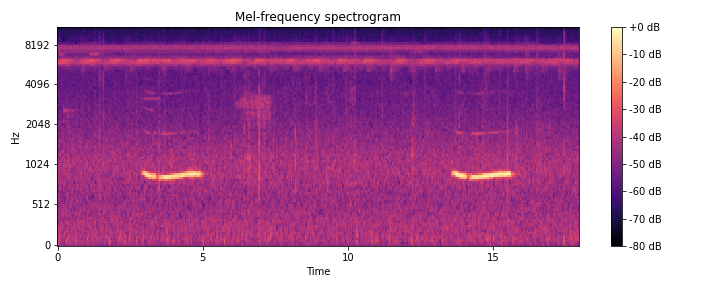 Mel-frequency spectrogram
+0 dB
8192
-10 dB
4096
-20 dB
-30 dB
2048
Hz
-40 dB
1024
-50 dB
512
-60 dB
-70 dB
0
-80 dB
0
5
10
15
Time